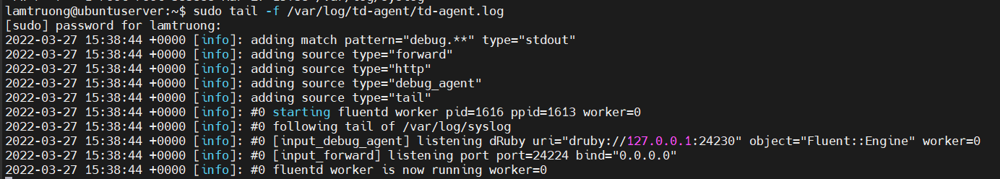 lamtruong@ubuntuserver:~$ sudo tail -f /var/log/td-agent/td-agent.log
[sudo] password for lamtruong:
2022-03-27 15:38:44 +0000 [info]: adding match pattern="debug.**" type="stdout"
2022-03-27 15:38:44 +0000 [info]: adding source type="forward"
2022-03-27 15:38:44 +0000 [info]: adding source type="http"
2022-03-27 15:38:44 +0000 [info]: adding source type="debug_agent"
2022-03-27 15:38:44 +0000 [info]: adding source type="tail"
2022-03-27 15:38:44 +0000 [info]: #0 starting fluentd worker pid=1616 ppid=1613 worker=0
2022-03-27 15:38:44 +0000 [info]: #0 following tail of /var/log/syslog
2022-03-27 15:38:44 +0000 [info]: #0 [input_debug_agent] listening dRuby uri="druby://127.0.0.1:24230" object="Fluent::Engine" worker=0
2022-03-27 15:38:44 +0000 [info]: #0 [input_forward] listening port port=24224 bind="0.0.0.0"
2022-03-27 15:38:44 +0000 [info]: #0 fluentd worker is now running worker=0